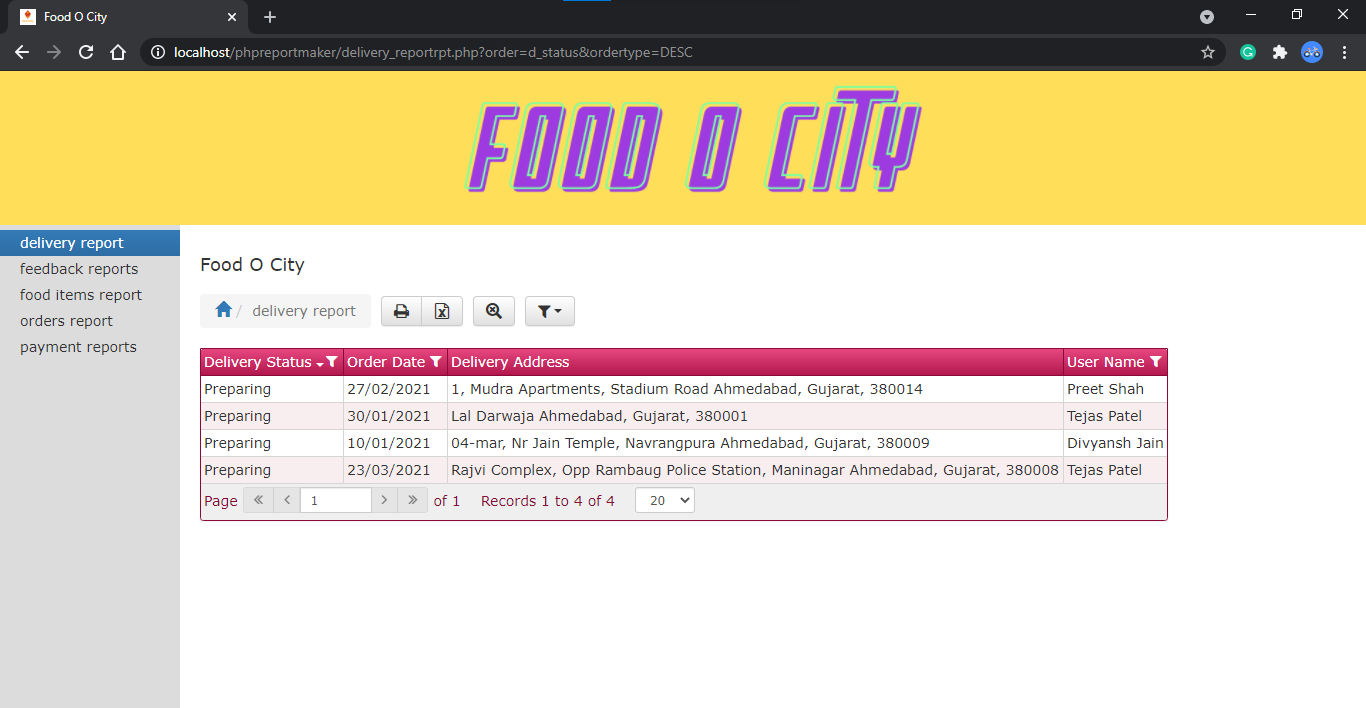 Food O City
localhost/phpreportmaker/delivery_reportrpt.php?order=d_status&ordertype=DESC
FOOD O CITY
delivery report
feedback reports
food items report
orders report
payment reports
Food O City
/ delivery report
Delivery Status Order Date Delivery Address User Name
Preparing 27/02/2021 1, Mudra Apartments, Stadium Road Ahmedabad, Gujarat, 380014 Preet Shah
Preparing 30/01/2021 Lal Darwaja Ahmedabad, Gujarat, 380001 Tejas Patel
Preparing 10/01/2021 04-mar, Nr Jain Temple, Navrangpura Ahmedabad, Gujarat, 380009 Divyansh Jain
Preparing 23/03/2021 Rajvi Complex, Opp Rambaug Police Station, Maninagar Ahmedabad, Gujarat, 380008 Tejas Patel
Page « < 1 > » of 1 Records 1 to 4 of 4 20